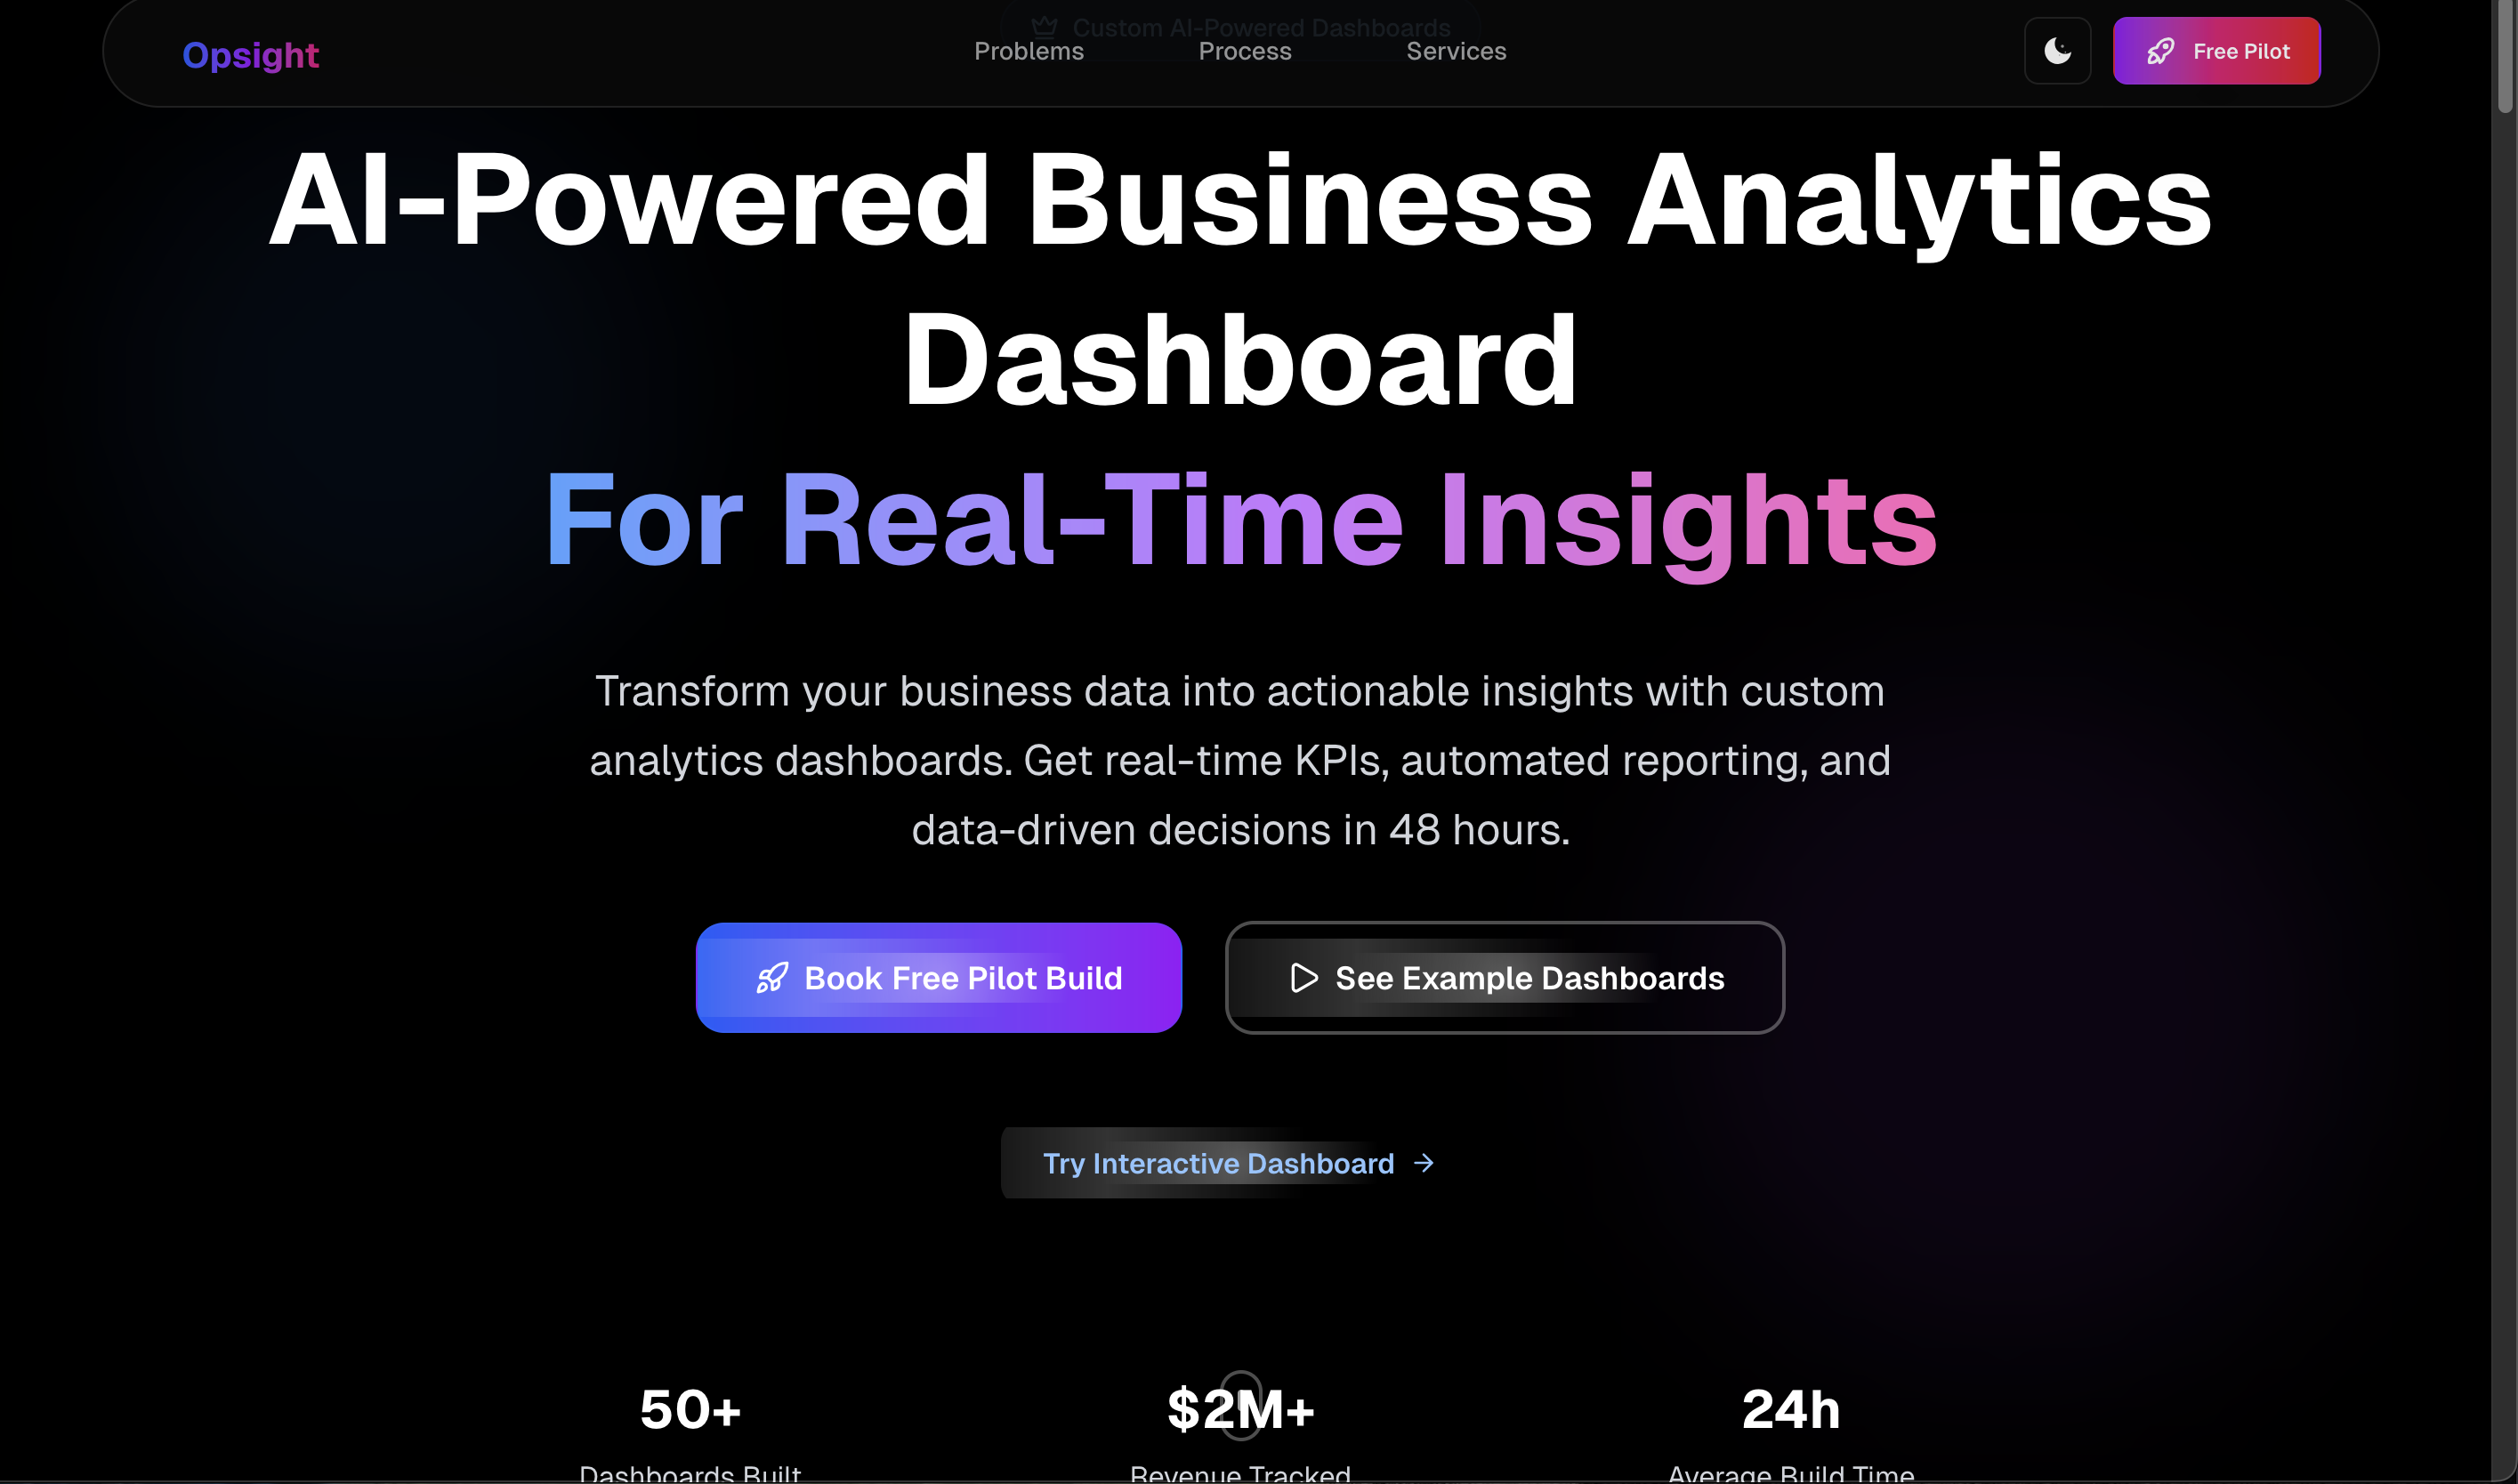 Custom AI-Powered Dashboards
Opsight
Problems
Process
Services
Free Pilot
AI-Powered Business Analytics
Dashboard
For Real-Time Insights
Transform your business data into actionable insights with custom
analytics dashboards. Get real-time KPIs, automated reporting, and
data-driven decisions in 48 hours.
Book Free Pilot Build
See Example Dashboards
Try Interactive Dashboard
50+
$2M+
24h
Dashboards Built
Revenue Tracked
Average Build Time